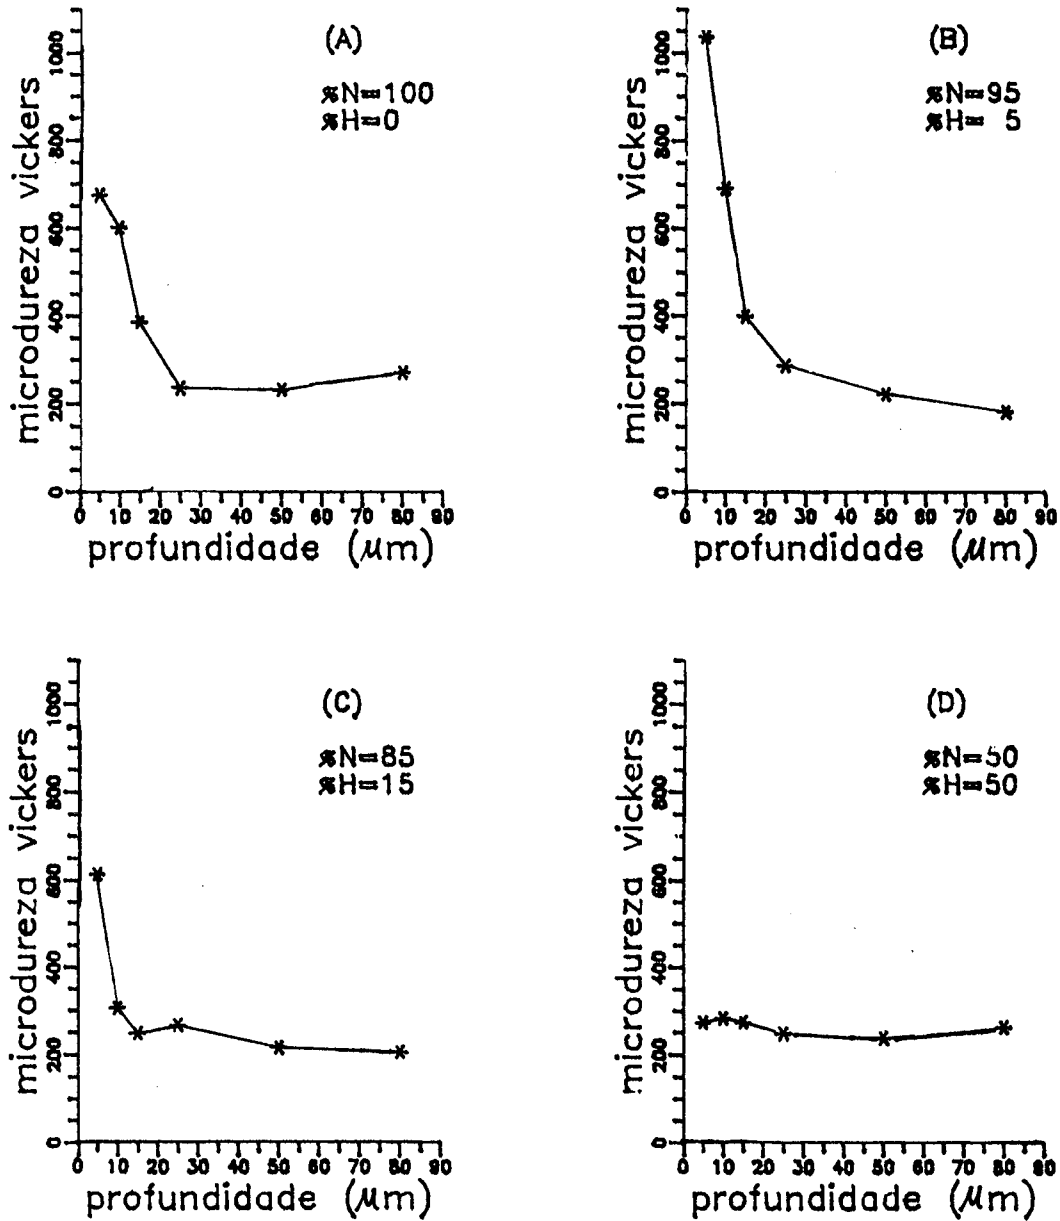 (A)
%N=100
%H=0
microdureza vickers
1000
800
600
400
200
0
0 10 20 30 40 50 60 70 80 90
profundidade (μm)
(B)
%N=95
%H= 5
microdureza vickers
1000
800
600
400
200
0
0 10 20 30 40 50 60 70 80 90
profundidade (μm)
(C)
%N=85
%H=15
microdureza vickers
1000
800
600
400
200
0
0 10 20 30 40 50 60 70 80 90
profundidade (μm)
(D)
%N=50
%H=50
microdureza vickers
1000
800
600
400
200
0
0 10 20 30 40 50 60 70 80 90
profundidade (μm)